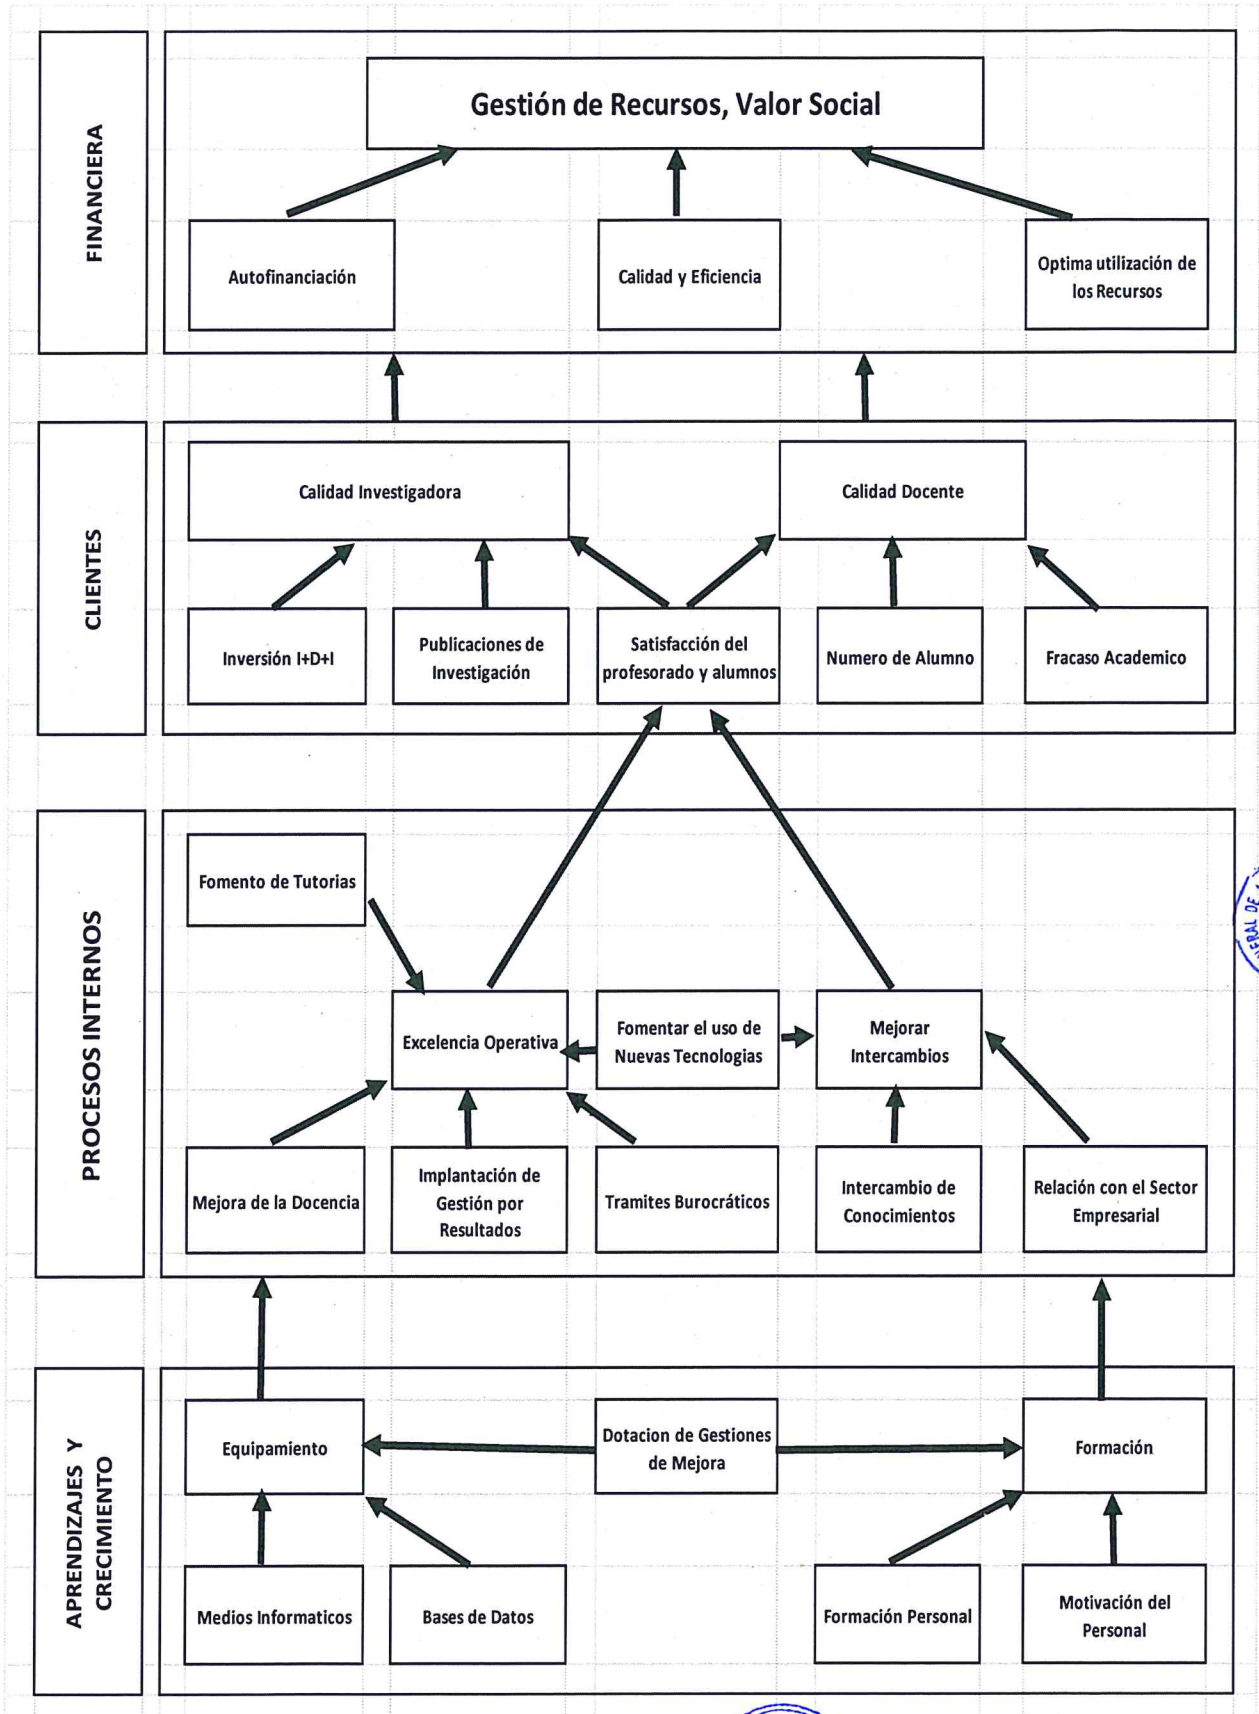 FINANCIERA
Gestión de Recursos, Valor Social
Autofinanciación
Calidad y Eficiencia
Optima utilización de
los Recursos
CLIENTES
Calidad Investigadora
Calidad Docente
Inversión I+D+I
Publicaciones de
Investigación
Satisfacción del
profesorado y alumnos
Numero de Alumno
Fracaso Academico
PROCESOS INTERNOS
Fomento de Tutorias
Excelencia Operativa
Fomentar el uso de
Nuevas Tecnologias
Mejorar
Intercambios
Mejora de la Docencia
Implantación de
Gestión por
Resultados
Tramites Burocráticos
Intercambio de
Conocimientos
Relación con el Sector
Empresarial
APRENDIZAJES Y
CRECIMIENTO
Equipamiento
Dotacion de Gestiones
de Mejora
Formación
Medios Informaticos
Bases de Datos
Formación Personal
Motivación del
Personal
DE